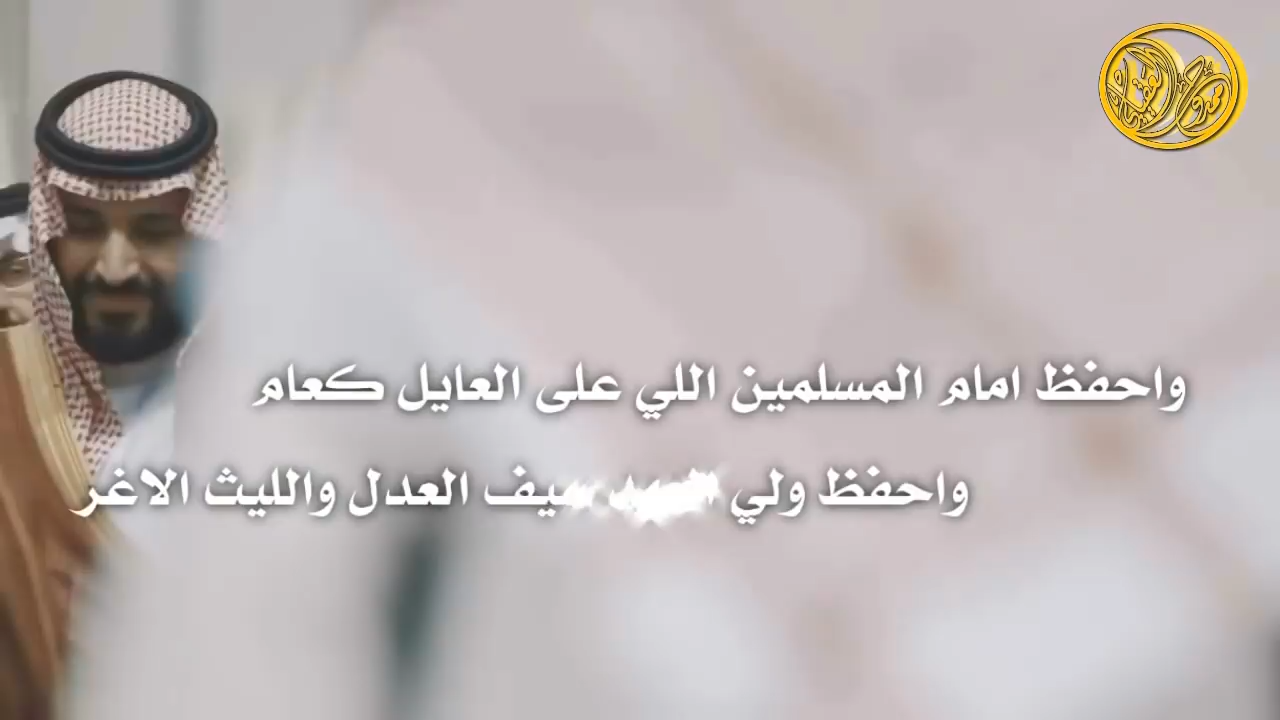 واحفظ امام المسلمين اللي على العايل كعام
واحفظ ولي سيف العدل والليث الاغر